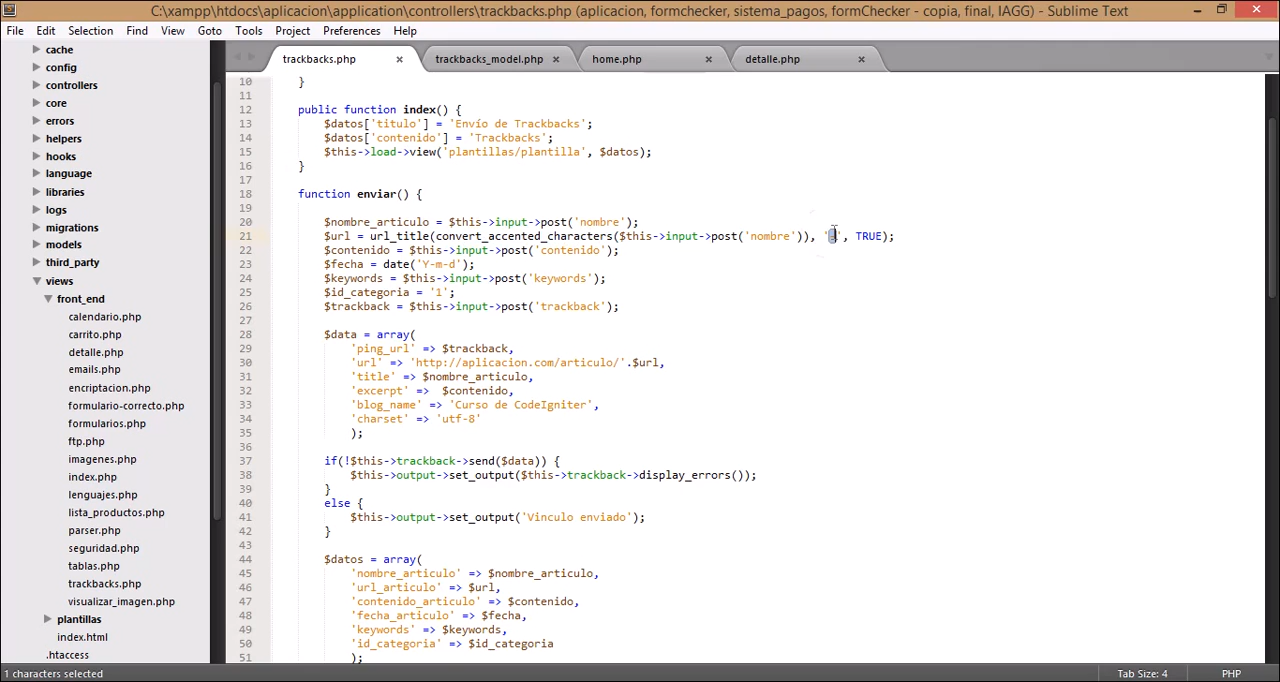 C:\xampp\htdocs\aplicacion\application\controllers\trackbacks.php (aplicacion, formchecker, sistema_pagos, formChecker - copia, final, IAGG) - Sublime Text
File Edit Selection Find View Goto Tools Project Preferences Help
cache
config
controllers
core
errors
helpers
hooks
language
libraries
logs
migrations
models
third_party
views
front_end
calendario.php
carrito.php
detalle.php
emails.php
encriptacion.php
formulario-correcto.php
formularios.php
ftp.php
imagenes.php
index.php
lenguajes.php
lista_productos.php
parser.php
seguridad.php
tablas.php
trackbacks.php
visualizar_imagen.php
plantillas
index.html
.htaccess
trackbacks.php × trackbacks_model.php × home.php × detalle.php ×
10 }
11
12 public function index() {
13 $datos['titulo'] = 'Envío de Trackbacks';
14 $datos['contenido'] = 'Trackbacks';
15 $this->load->view('plantillas/plantilla', $datos);
16 }
17
18 function enviar() {
19
20 $nombre_articulo = $this->input->post('nombre');
21 $url = url_title(convert_accented_characters($this->input->post('nombre')), ' ', TRUE);
22 $contenido = $this->input->post('contenido');
23 $fecha = date('Y-m-d');
24 $keywords = $this->input->post('keywords');
25 $id_categoria = '1';
26 $trackback = $this->input->post('trackback');
27
28 $data = array(
29 'ping_url' => $trackback,
30 'url' => 'http://aplicacion.com/articulo/'.$url,
31 'title' => $nombre_articulo,
32 'excerpt' => $contenido,
33 'blog_name' => 'Curso de CodeIgniter',
34 'charset' => 'utf-8'
35 );
36
37 if(!$this->trackback->send($data)) {
38 $this->output->set_output($this->trackback->display_errors());
39 }
40 else {
41 $this->output->set_output('Vinculo enviado');
42 }
43
44 $datos = array(
45 'nombre_articulo' => $nombre_articulo,
46 'url_articulo' => $url,
47 'contenido_articulo' => $contenido,
48 'fecha_articulo' => $fecha,
49 'keywords' => $keywords,
50 'id_categoria' => $id_categoria
51 );
1 characters selected
Tab Size: 4
PHP